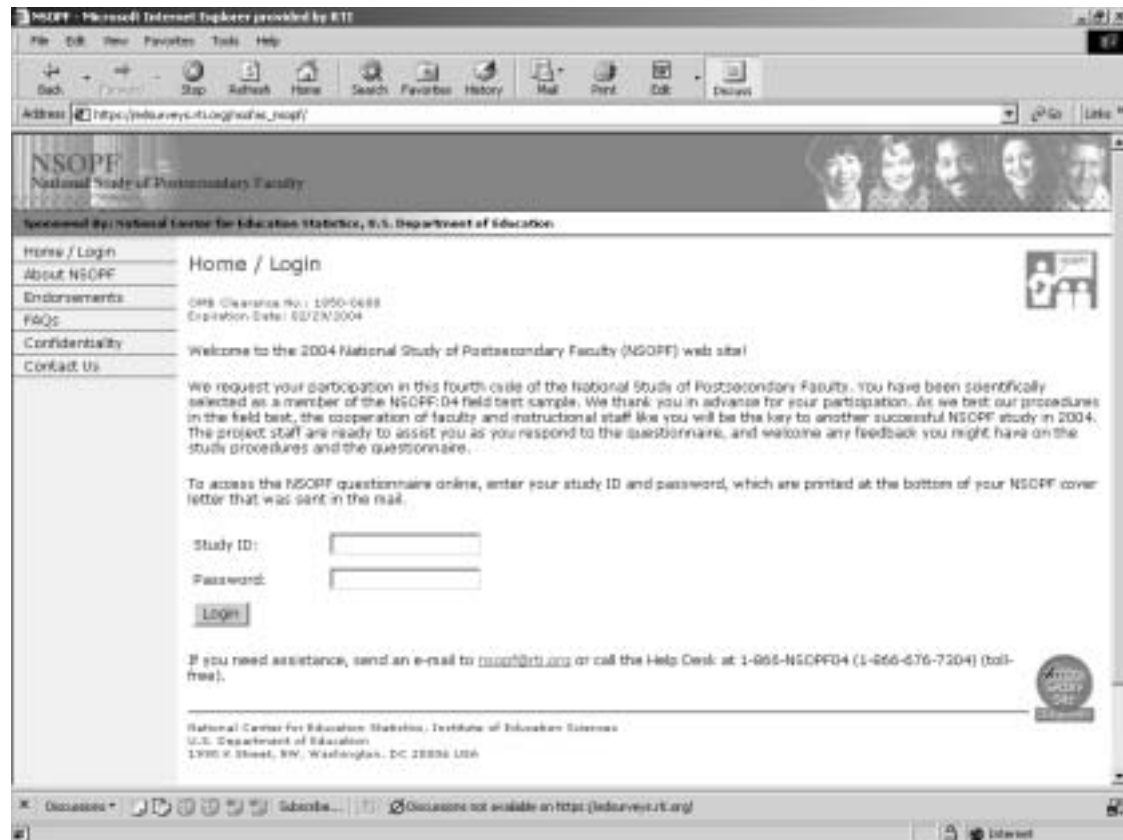 NSOPF - Microsoft Internet Explorer provided by RTI
File Edit View Favorites Tools Help
Back Forward Stop Refresh Home Search Favorites History Mail Print Edit Discuss
Address Go Links
NSOPF
National Study of Postsecondary Faculty
Sponsored By: National Center for Education Statistics, U.S. Department of Education
Home / Login
About NSOPF
Endorsements
FAQs
Confidentiality
Contact Us
Home / Login
OMB Clearance No.: 1850-0608
Expiration Date: 02/29/2004
Welcome to the 2004 National Study of Postsecondary Faculty (NSOPF) web site!
We request your participation in this fourth cycle of the National Study of Postsecondary Faculty. You have been scientifically
selected as a member of the NSOPF:04 field test sample. We thank you in advance for your participation. As we test our procedures
in the field test, the cooperation of faculty and instructional staff like you will be the key to another successful NSOPF study in 2004.
The project staff are ready to assist you as you respond to the questionnaire, and welcome any feedback you might have on the
study procedures and the questionnaire.
To access the NSOPF questionnaire online, enter your study ID and password, which are printed at the bottom of your NSOPF cover
letter that was sent in the mail.
Study ID:
Password:
Login
If you need assistance, send an e-mail to nsopf@rti.org or call the Help Desk at 1-866-NSOPF04 (1-866-676-7304) (toll-
free).
National Center for Education Statistics, Institute of Education Sciences
U.S. Department of Education
1990 K Street, NW, Washington, DC 20006 USA
Discussions Subscribe... Discussions not available on https://edsurveys.rti.org/
Internet